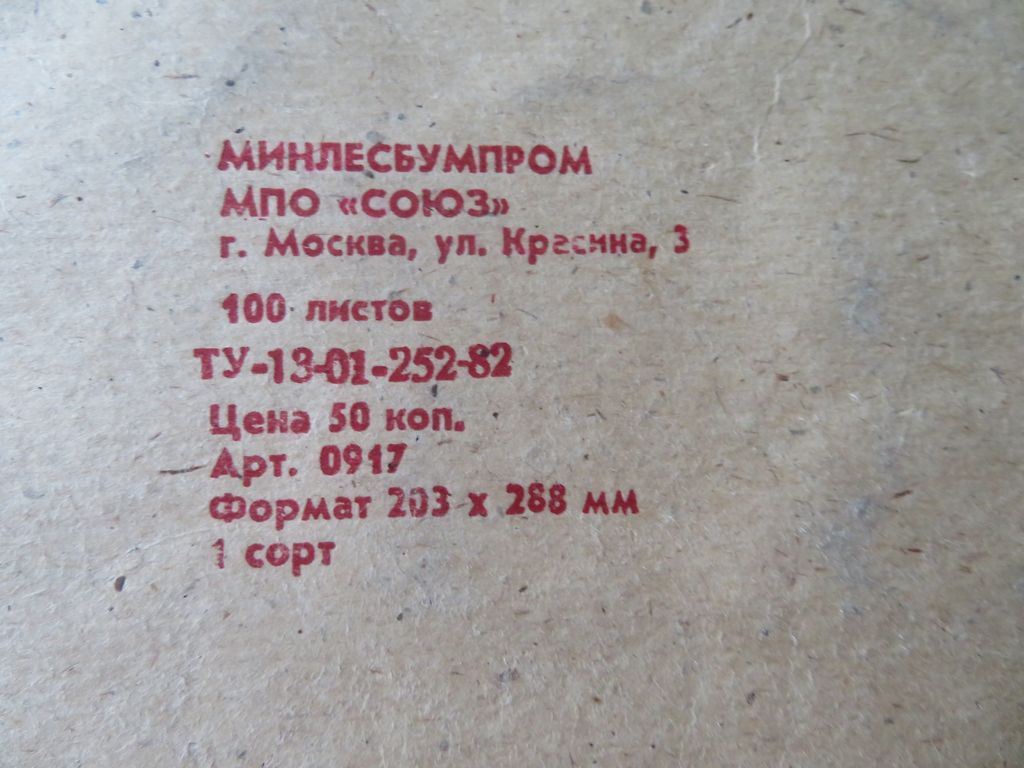 МИНЛЕСБУМПРОМ
МПО «СОЮЗ»
г. Москва, ул. Красина, 3
100 листов
ТУ-13-01-252-82
Цена 50 коп.
Арт. 0917
Формат 203 х 288 мм
1 сорт